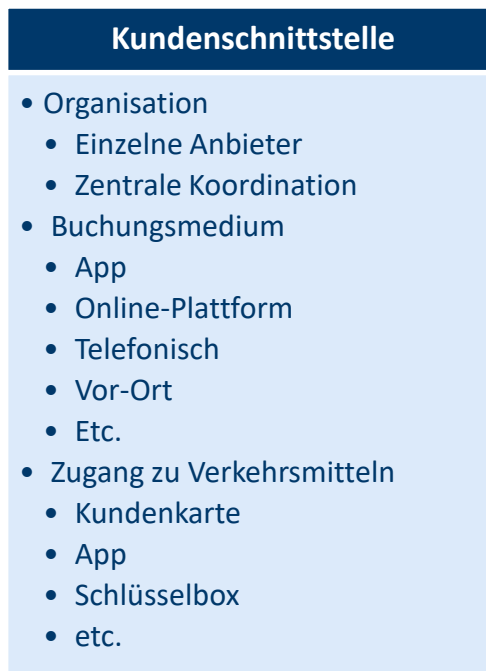 Kundenschnittstelle
• Organisation
• Einzelne Anbieter
• Zentrale Koordination
• Buchungsmedium
• App
• Online-Plattform
• Telefonisch
• Vor-Ort
• Etc.
• Zugang zu Verkehrsmitteln
• Kundenkarte
• App
• Schlüsselbox
• etc.